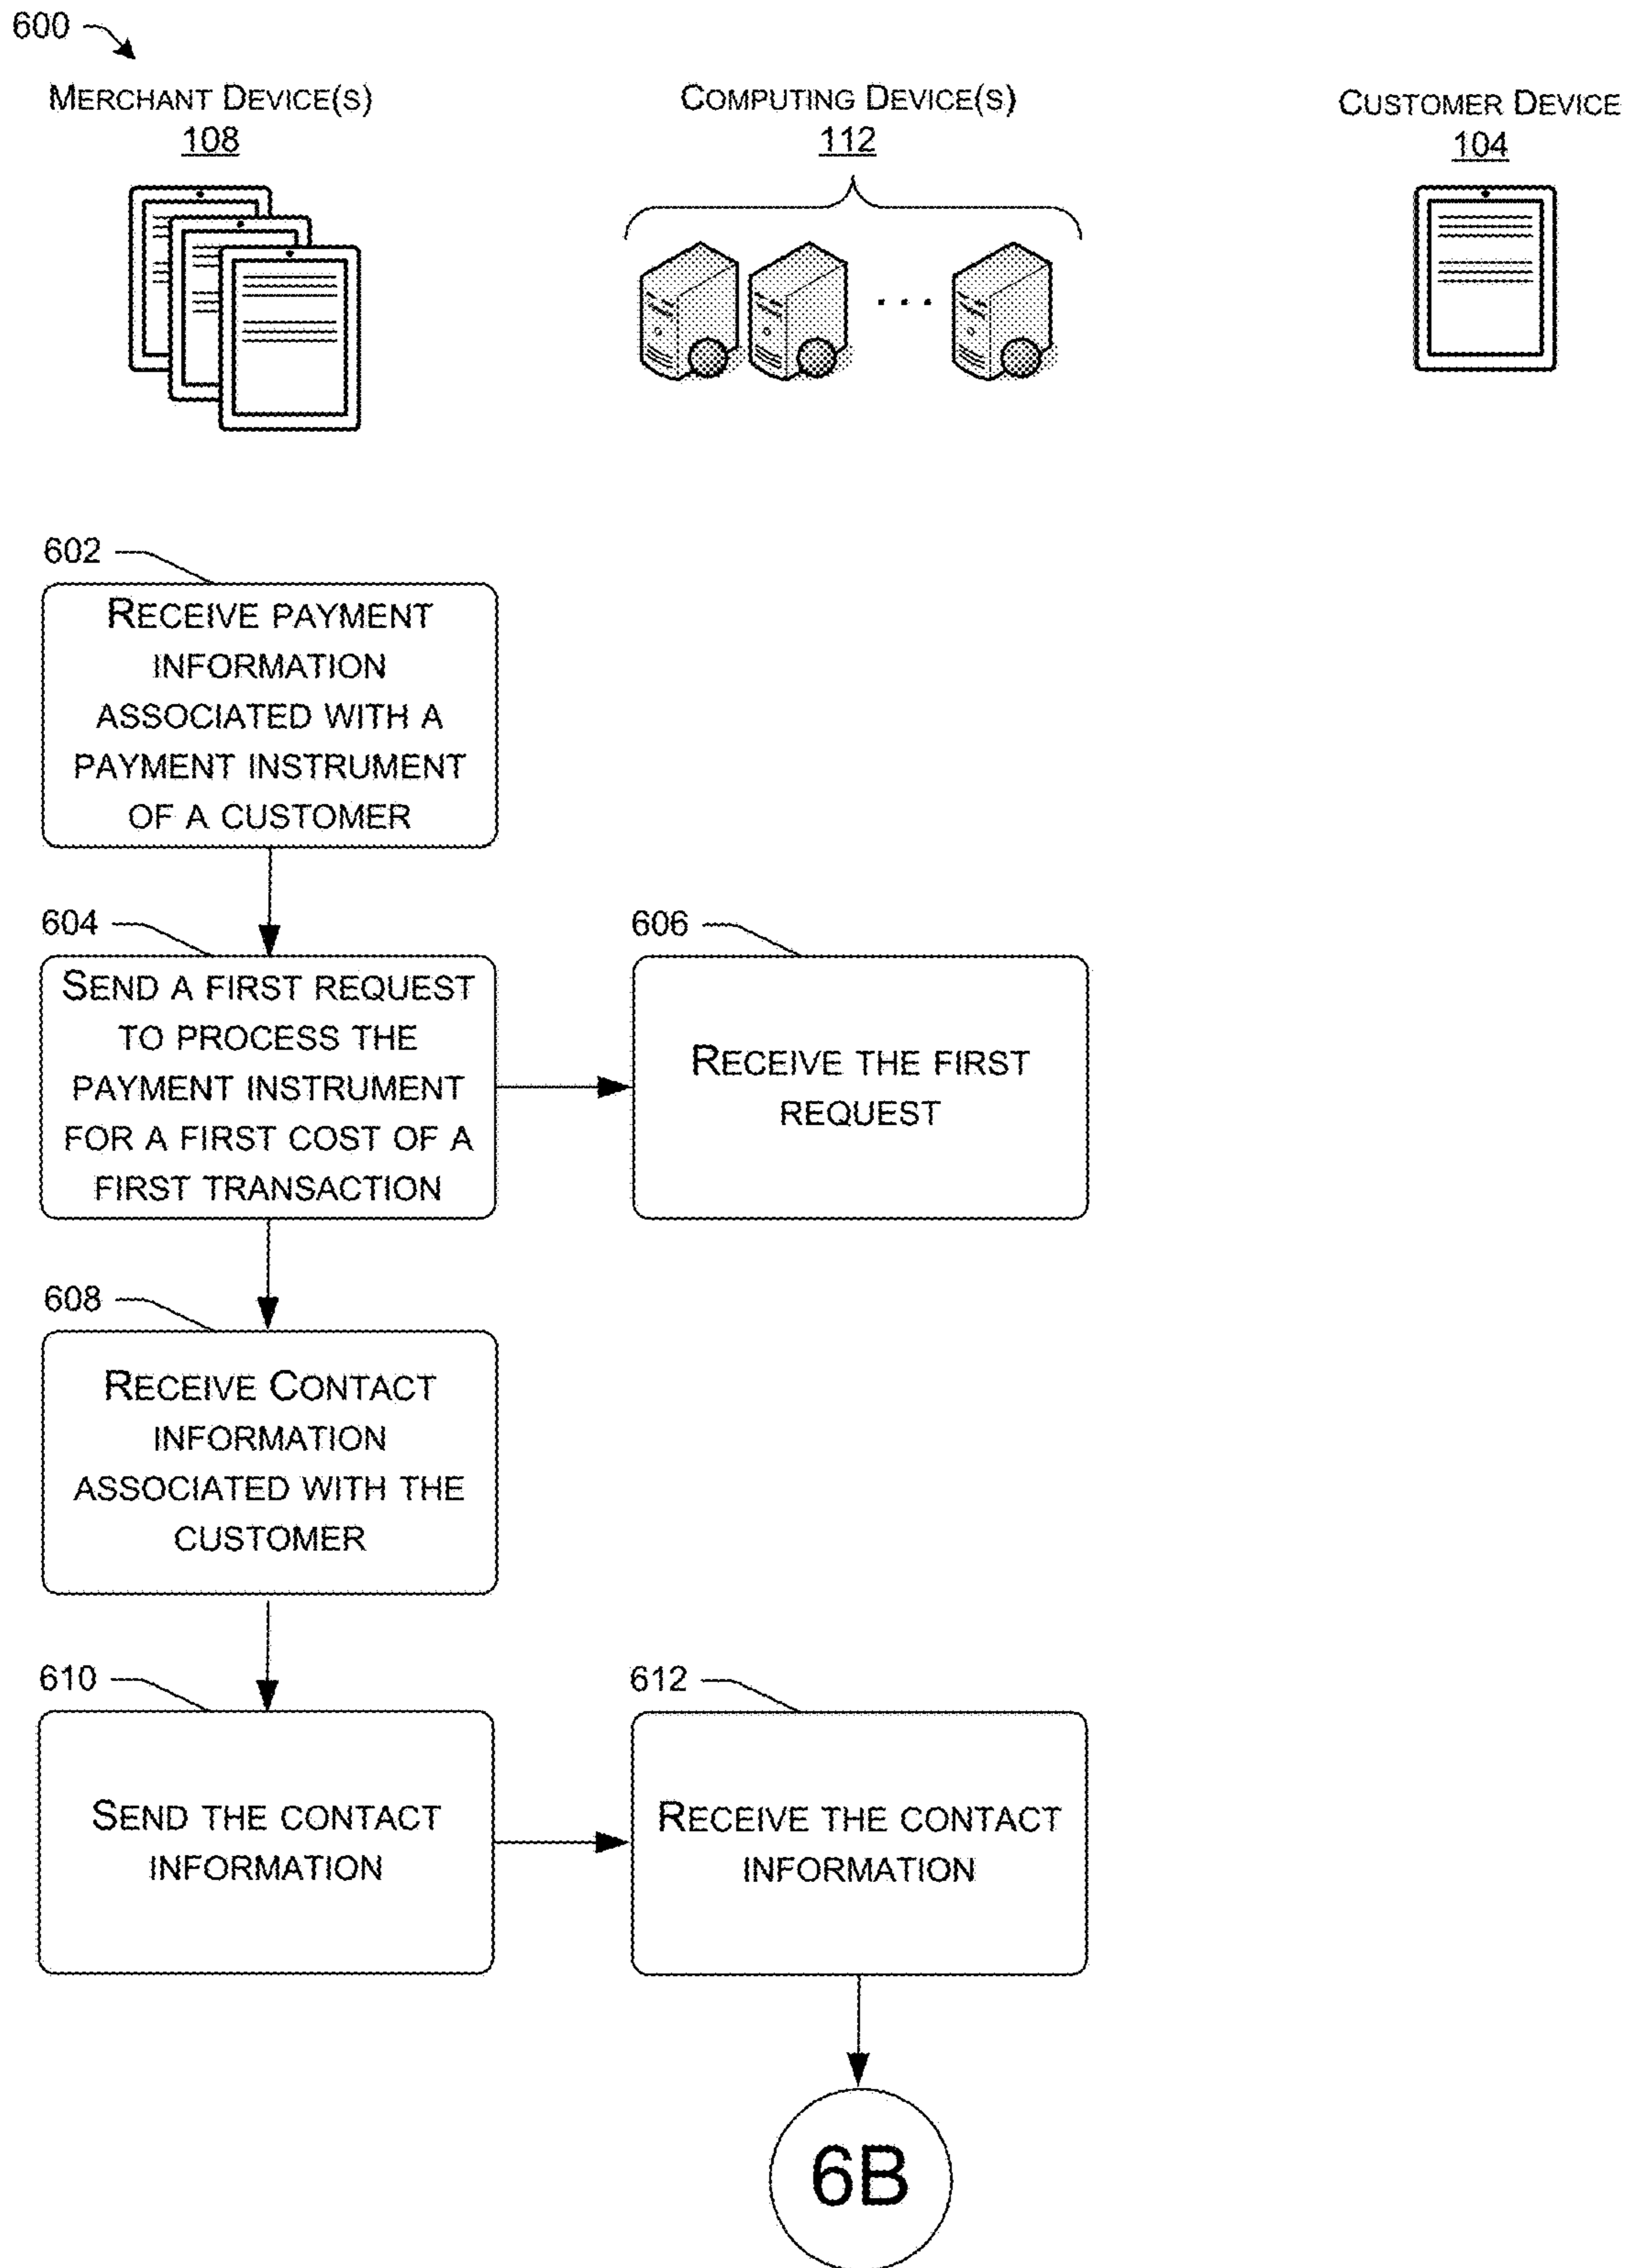 600
MERCHANT DEVICE(S)
108
COMPUTING DEVICE(S)
112
CUSTOMER DEVICE
104
602
RECEIVE PAYMENT
INFORMATION
ASSOCIATED WITH A
PAYMENT INSTRUMENT
OF A CUSTOMER
604
SEND A FIRST REQUEST
TO PROCESS THE
PAYMENT INSTRUMENT
FOR A FIRST COST OF A
FIRST TRANSACTION
606
RECEIVE THE FIRST
REQUEST
608
RECEIVE CONTACT
INFORMATION
ASSOCIATED WITH THE
CUSTOMER
610
SEND THE CONTACT
INFORMATION
612
RECEIVE THE CONTACT
INFORMATION
6B